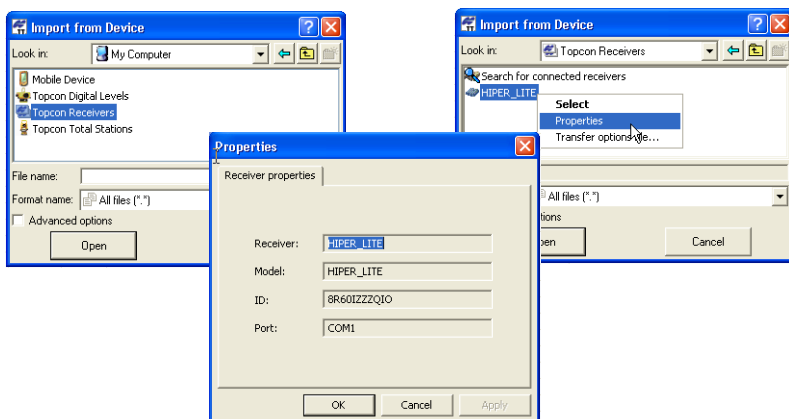 Import from Device
Look in: My Computer
Mobile Device
Topcon Digital Levels
Topcon Receivers
Topcon Total Stations
File name:
Format name: All files (*.*)
Advanced options
Open
Import from Device
Look in: Topcon Receivers
Search for connected receivers
HIPER_LITE
Select
Properties
Transfer options
All files (*.*)
Cancel
Properties
Receiver properties
Receiver: HIPER_LITE
Model: HIPER_LITE
ID: 8R60IZZZQIO
Port: COM1
OK Cancel Apply